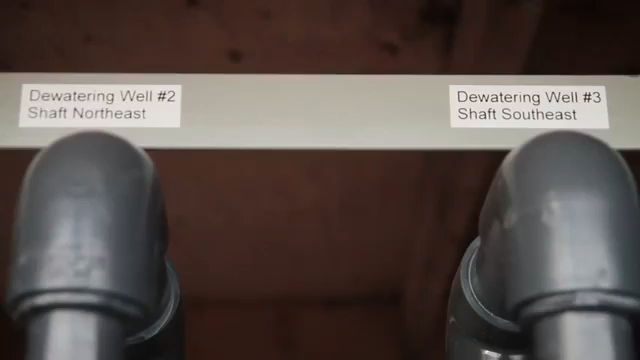 Dewatering Well #2
Shaft Northeast
Dewatering Well #3
Shaft Southeast